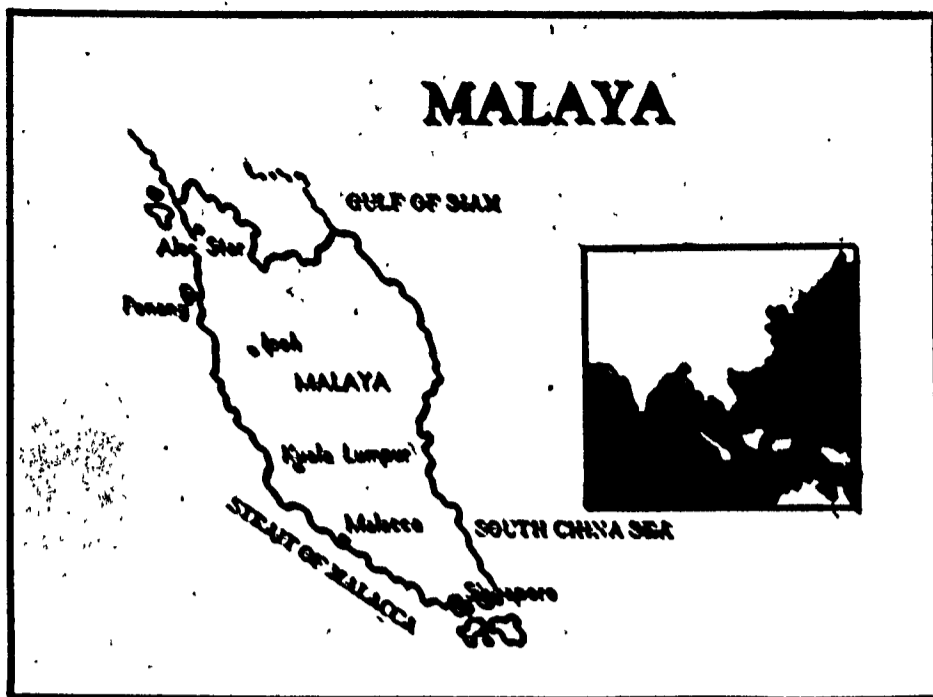 MALAYA
GULF OF SIAM
Alor Star
Penang
Ipoh
MALAYA
Kuala Lumpur
Malacca
STRAIT OF MALACCA
SOUTH CHINA SEA
Singapore